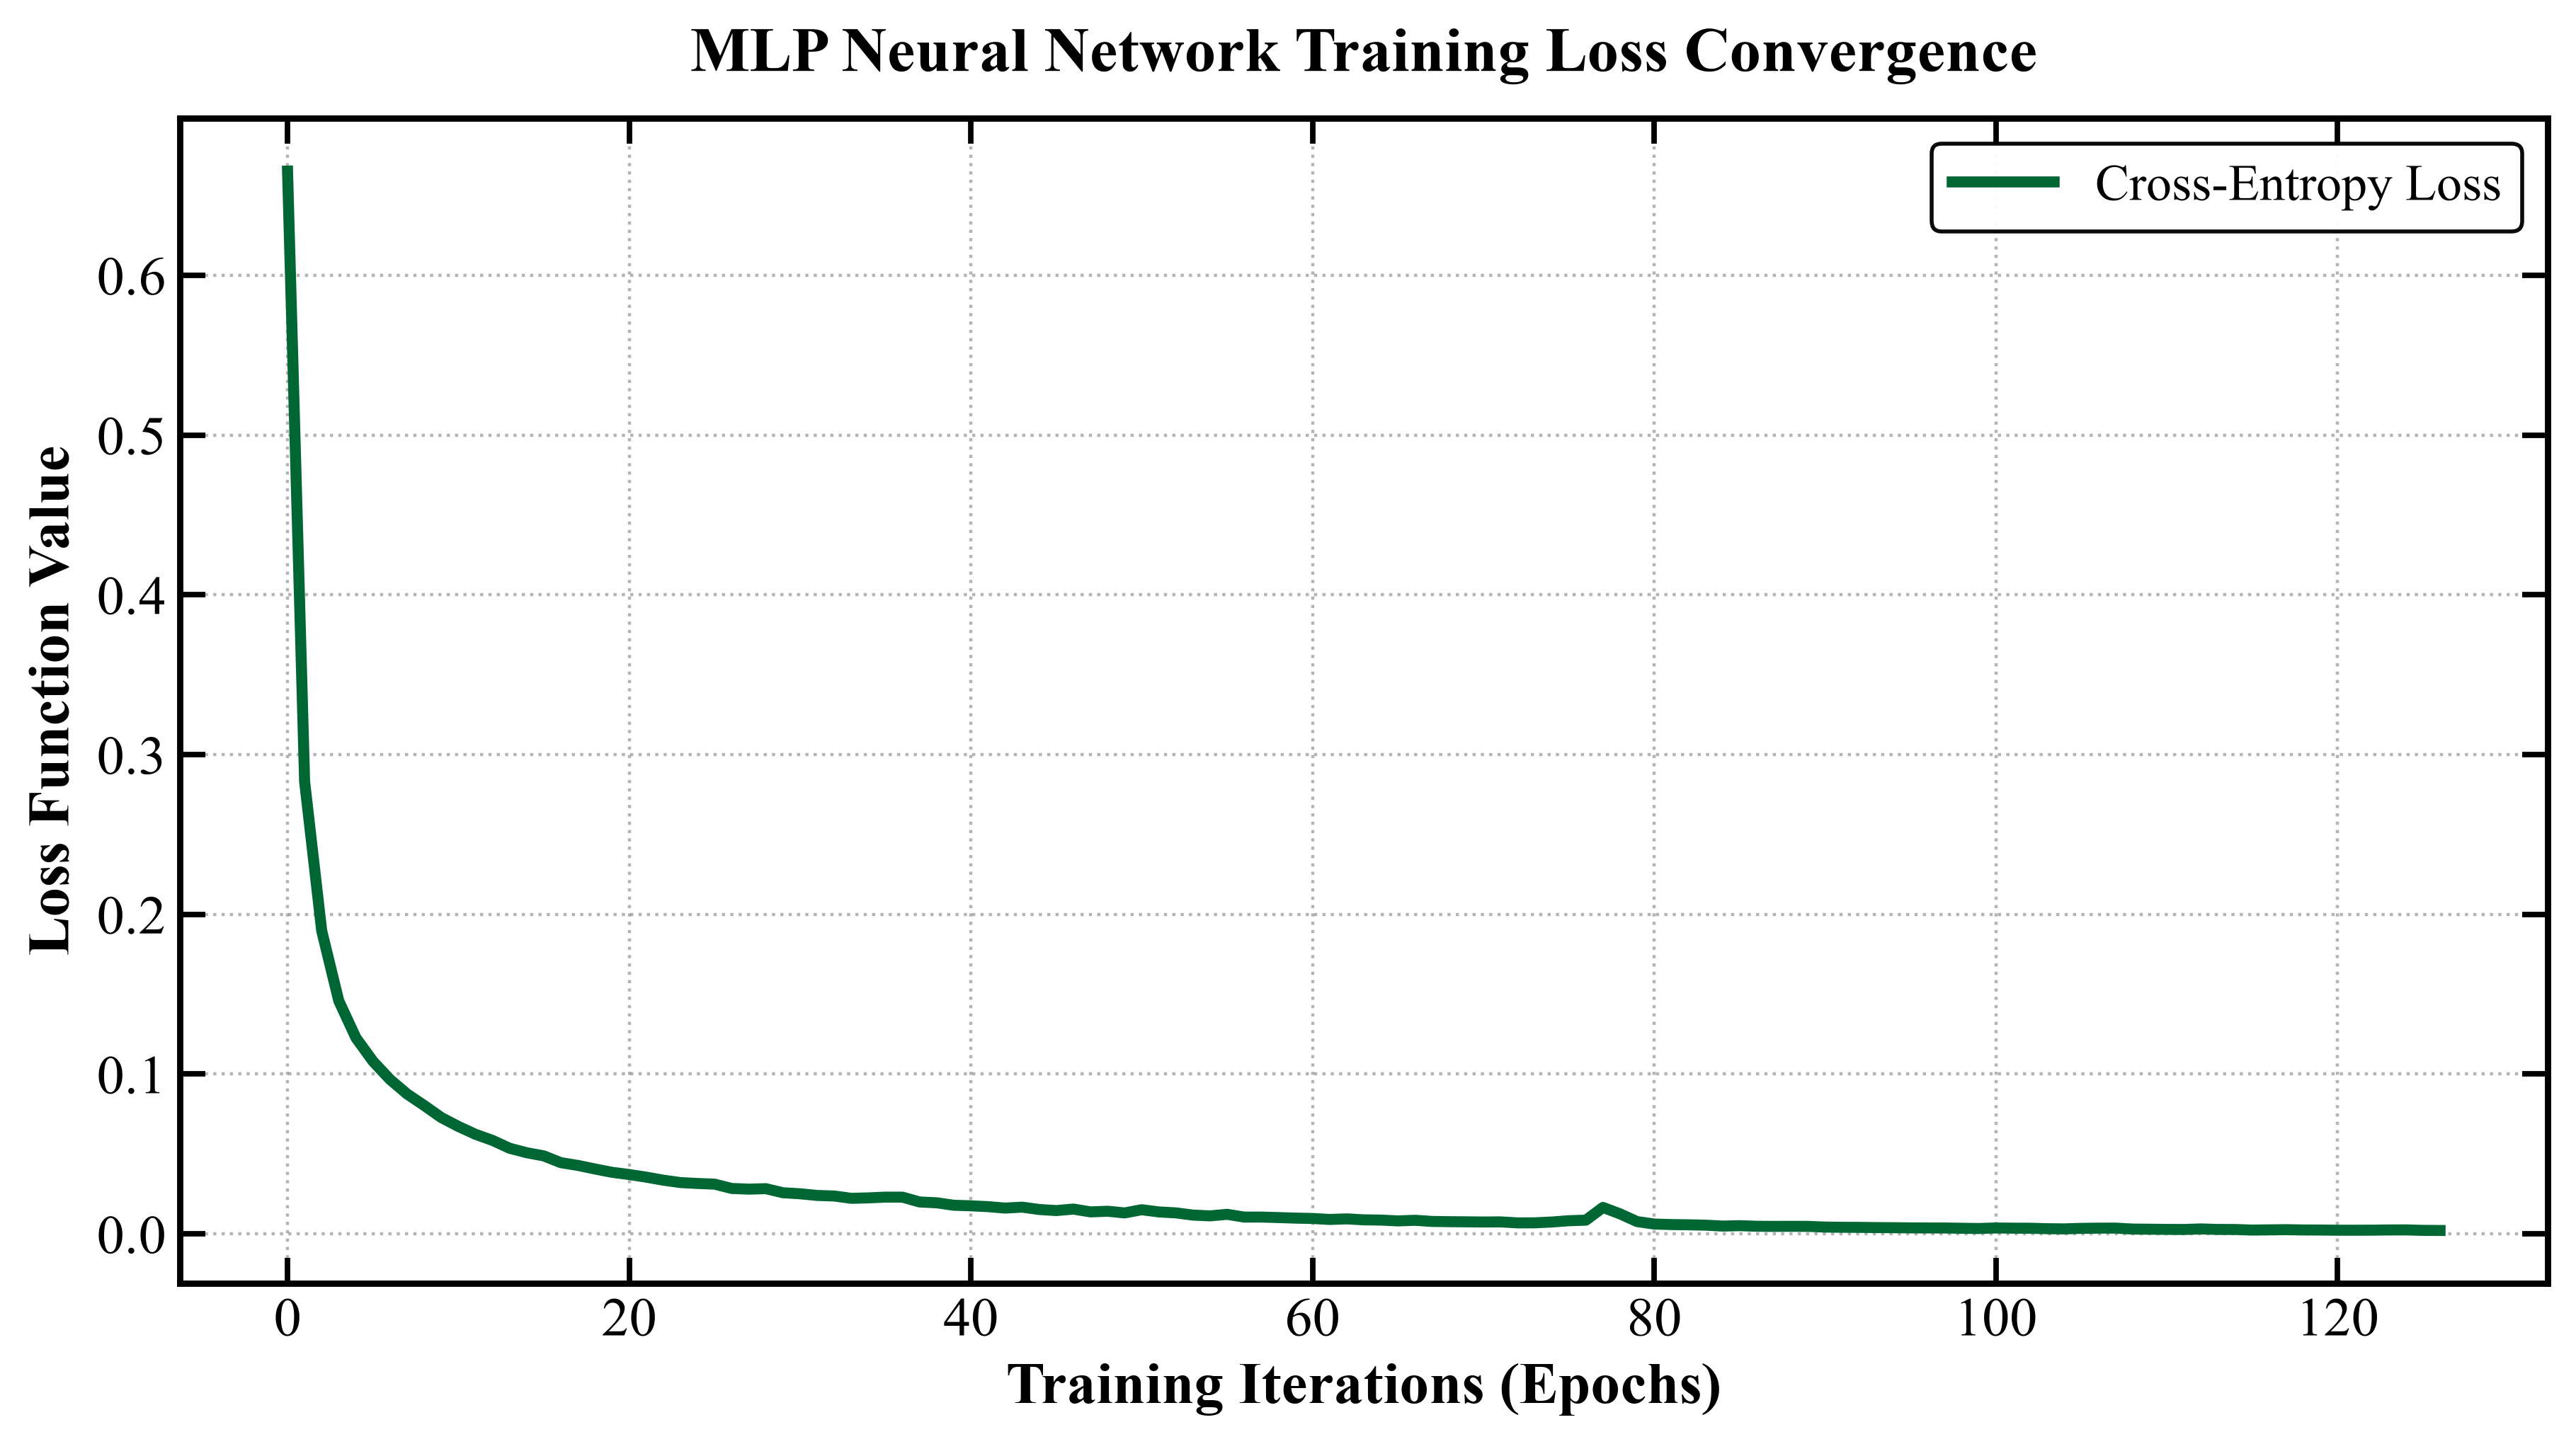 MLP Neural Network Training Loss Convergence
Cross-Entropy Loss
Loss Function Value
0.6
0.5
0.4
0.3
0.2
0.1
0.0
0 20 40 60 80 100 120
Training Iterations (Epochs)